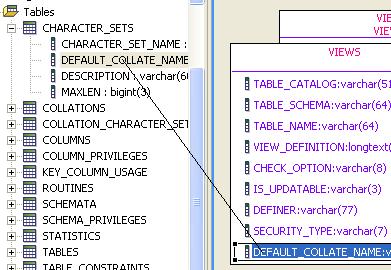 Tables
CHARACTER_SETS
CHARACTER_SET_NAME :
DEFAULT_COLLATE_NAME
DESCRIPTION : varchar(60
MAXLEN : bigint(3)
COLLATIONS
COLLATION_CHARACTER_SET
COLUMNS
COLUMN_PRIVILEGES
KEY_COLUMN_USAGE
ROUTINES
SCHEMATA
SCHEMA_PRIVILEGES
STATISTICS
TABLES
TABLE_CONSTRAINTS
VIEWS
TABLE_CATALOG:varchar(51
TABLE_SCHEMA:varchar(64)
TABLE_NAME:varchar(64)
VIEW_DEFINITION:longtext(
CHECK_OPTION:varchar(8)
IS_UPDATABLE:varchar(3)
DEFINER:varchar(77)
SECURITY_TYPE:varchar(7)
DEFAULT_COLLATE_NAME:v